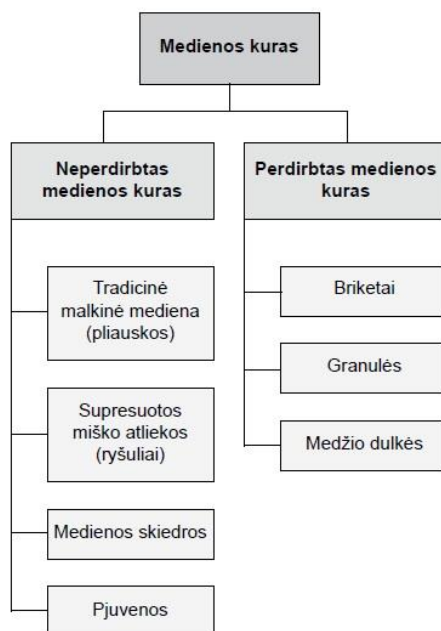 Medienos kuras
Neperdirbtas
medienos kuras
Tradicinė
malkinė mediena
(pliauskos)
Supresuotos
miško atliekos
(ryšuliai)
Medienos skiedros
Pjuvenos
Perdirbtas medienos
kuras
Briketai
Granulės
Medžio dulkės